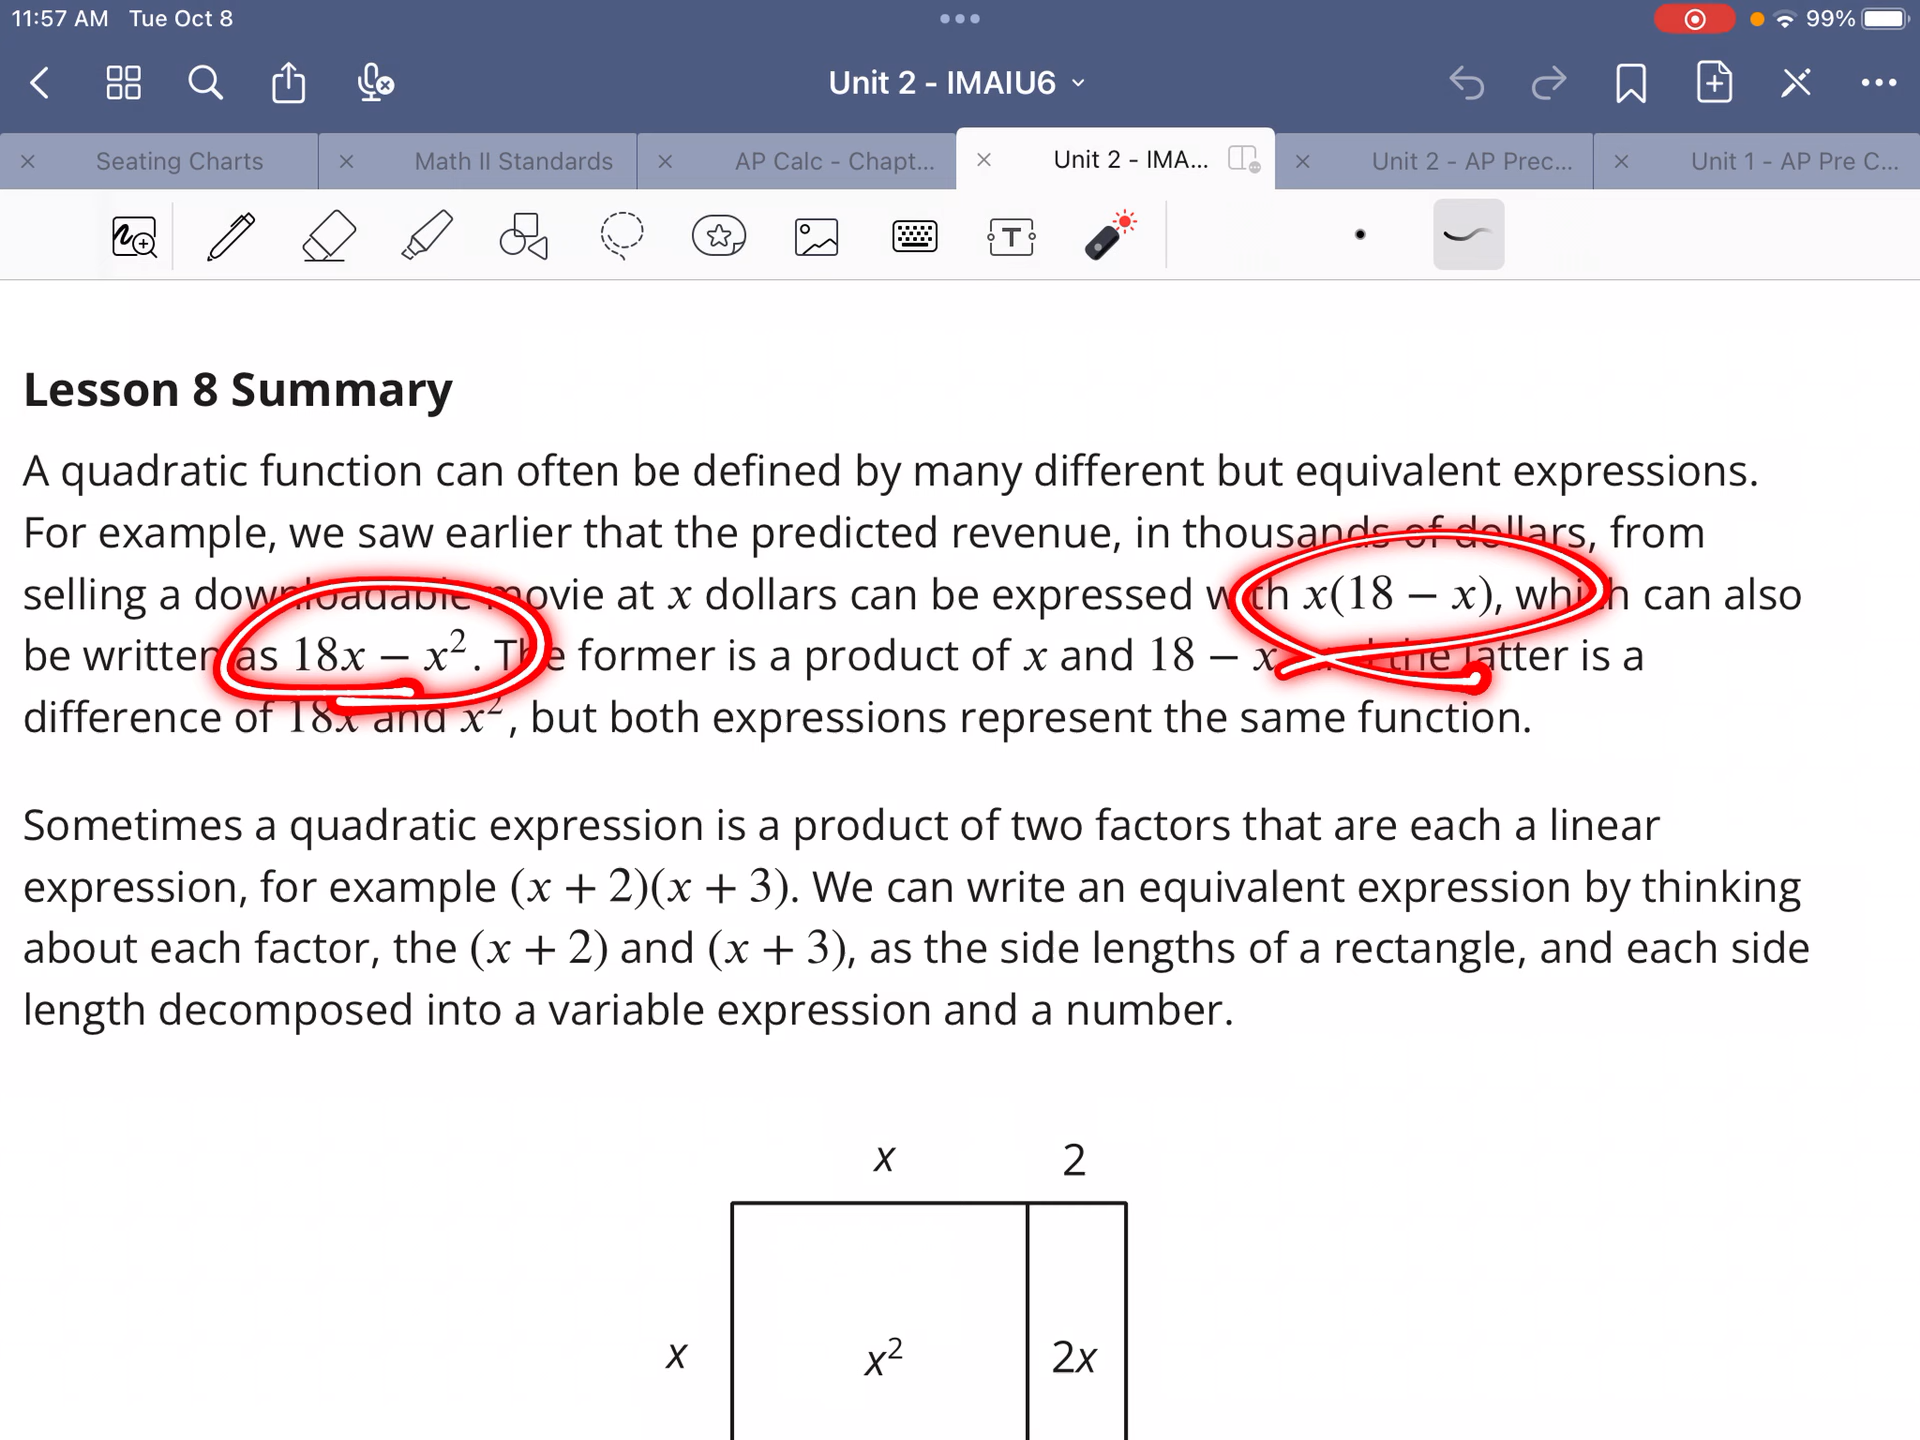 11:57 AM Tue Oct 8
99%
Unit 2 - IMAIU6
Seating Charts
Math II Standards
AP Calc - Chapt...
Unit 2 - IMA...
Unit 2 - AP Prec...
Unit 1 - AP Pre C...
T
Lesson 8 Summary
A quadratic function can often be defined by many different but equivalent expressions.
For example, we saw earlier that the predicted revenue, in thousands of dollars, from
selling a downloadable movie at x dollars can be expressed with x(18 − x), which can also
be written as 18x − x². The former is a product of x and 18 − x and the latter is a
difference of 18x and x², but both expressions represent the same function.
Sometimes a quadratic expression is a product of two factors that are each a linear
expression, for example (x + 2)(x + 3). We can write an equivalent expression by thinking
about each factor, the (x + 2) and (x + 3), as the side lengths of a rectangle, and each side
length decomposed into a variable expression and a number.
x 2
x x² 2x